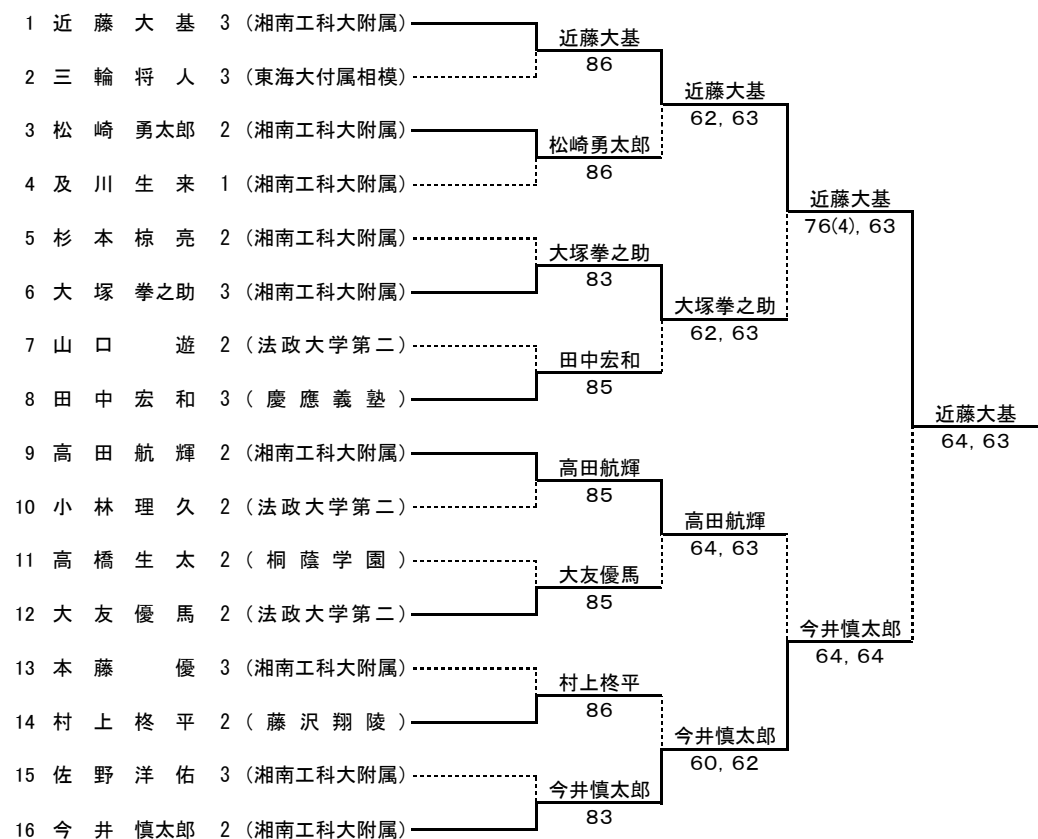 1 近 藤 大 基 3 (湘南工科大附属)
近藤大基
86
2 三 輪 将 人 3 (東海大付属相模)
近藤大基
62, 63
3 松 崎 勇太郎 2 (湘南工科大附属)
松崎勇太郎
86
4 及 川 生 来 1 (湘南工科大附属)
近藤大基
76(4), 63
5 杉 本 椋 亮 2 (湘南工科大附属)
大塚拳之助
83
6 大 塚 拳之助 3 (湘南工科大附属)
大塚拳之助
62, 63
7 山 口 遊 2 (法政大学第二)
田中宏和
85
8 田 中 宏 和 3 ( 慶 應 義 塾 )
近藤大基
64, 63
9 高 田 航 輝 2 (湘南工科大附属)
高田航輝
85
10 小 林 理 久 2 (法政大学第二)
高田航輝
64, 63
11 高 橋 生 太 2 ( 桐 蔭 学 園 )
大友優馬
85
12 大 友 優 馬 2 (法政大学第二)
今井慎太郎
64, 64
13 本 藤 優 3 (湘南工科大附属)
村上柊平
86
14 村 上 柊 平 2 ( 藤 沢 翔 陵 )
今井慎太郎
60, 62
15 佐 野 洋 佑 3 (湘南工科大附属)
今井慎太郎
83
16 今 井 慎太郎 2 (湘南工科大附属)